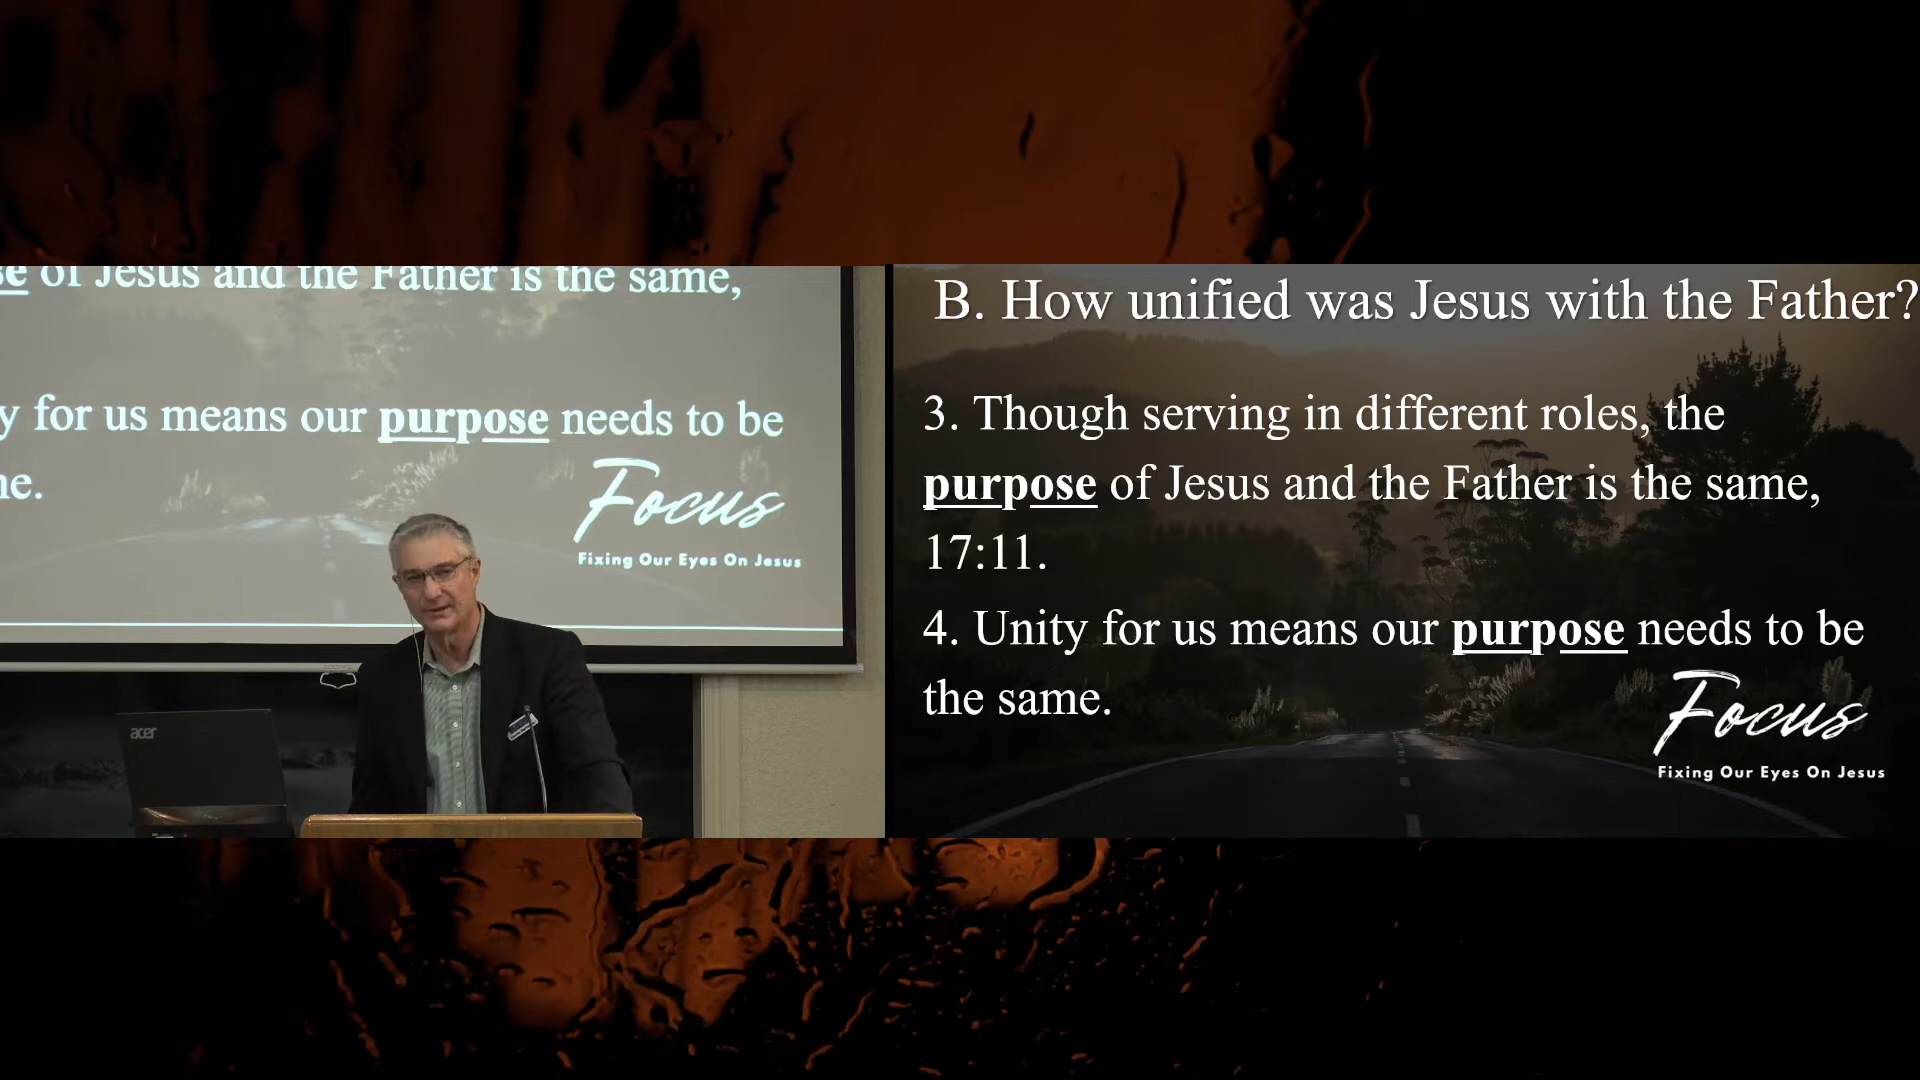 se of Jesus and the Father is the same,
y for us means our purpose needs to be
ne.
Focus
Fixing Our Eyes On Jesus
acer
B. How unified was Jesus with the Father?
3. Though serving in different roles, the
purpose of Jesus and the Father is the same,
17:11.
4. Unity for us means our purpose needs to be
the same.
Focus
Fixing Our Eyes On Jesus